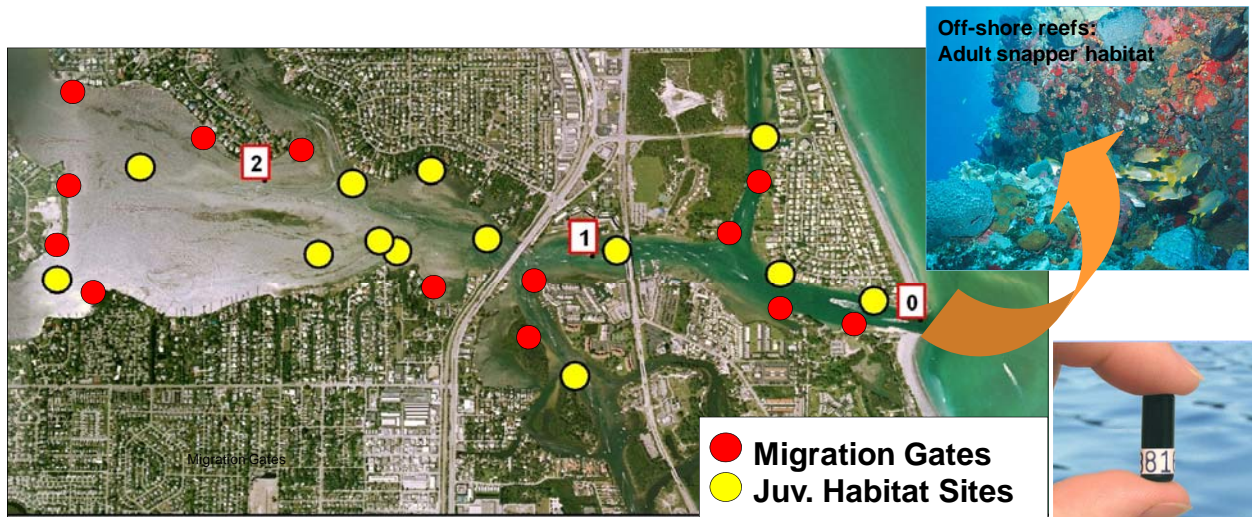 Off-shore reefs:
Adult snapper habitat
2
1
0
Migration Gates
Migration Gates
Juv. Habitat Sites
81